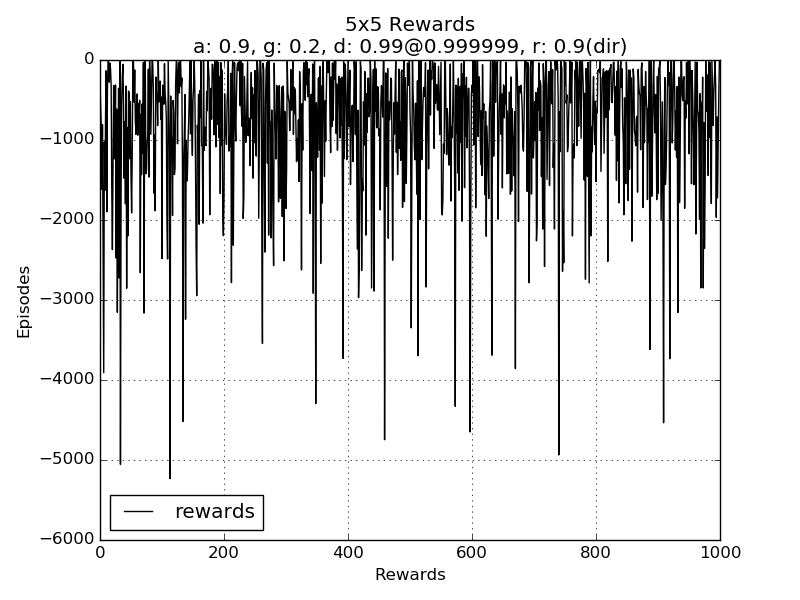 5x5 Rewards
a: 0.9, g: 0.2, d: 0.99@0.999999, r: 0.9(dir)
0
−1000
−2000
−3000
−4000
−5000
−6000
Episodes
rewards
0 200 400 600 800 1000
Rewards